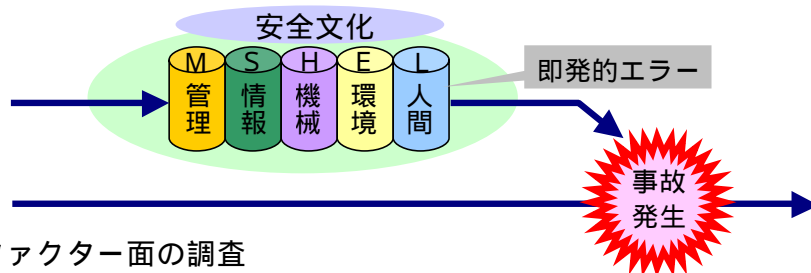 安全文化
M S H E L
管理 情報 機械 環境 人間
即発的エラー
事故
発生
ァクター面の調査